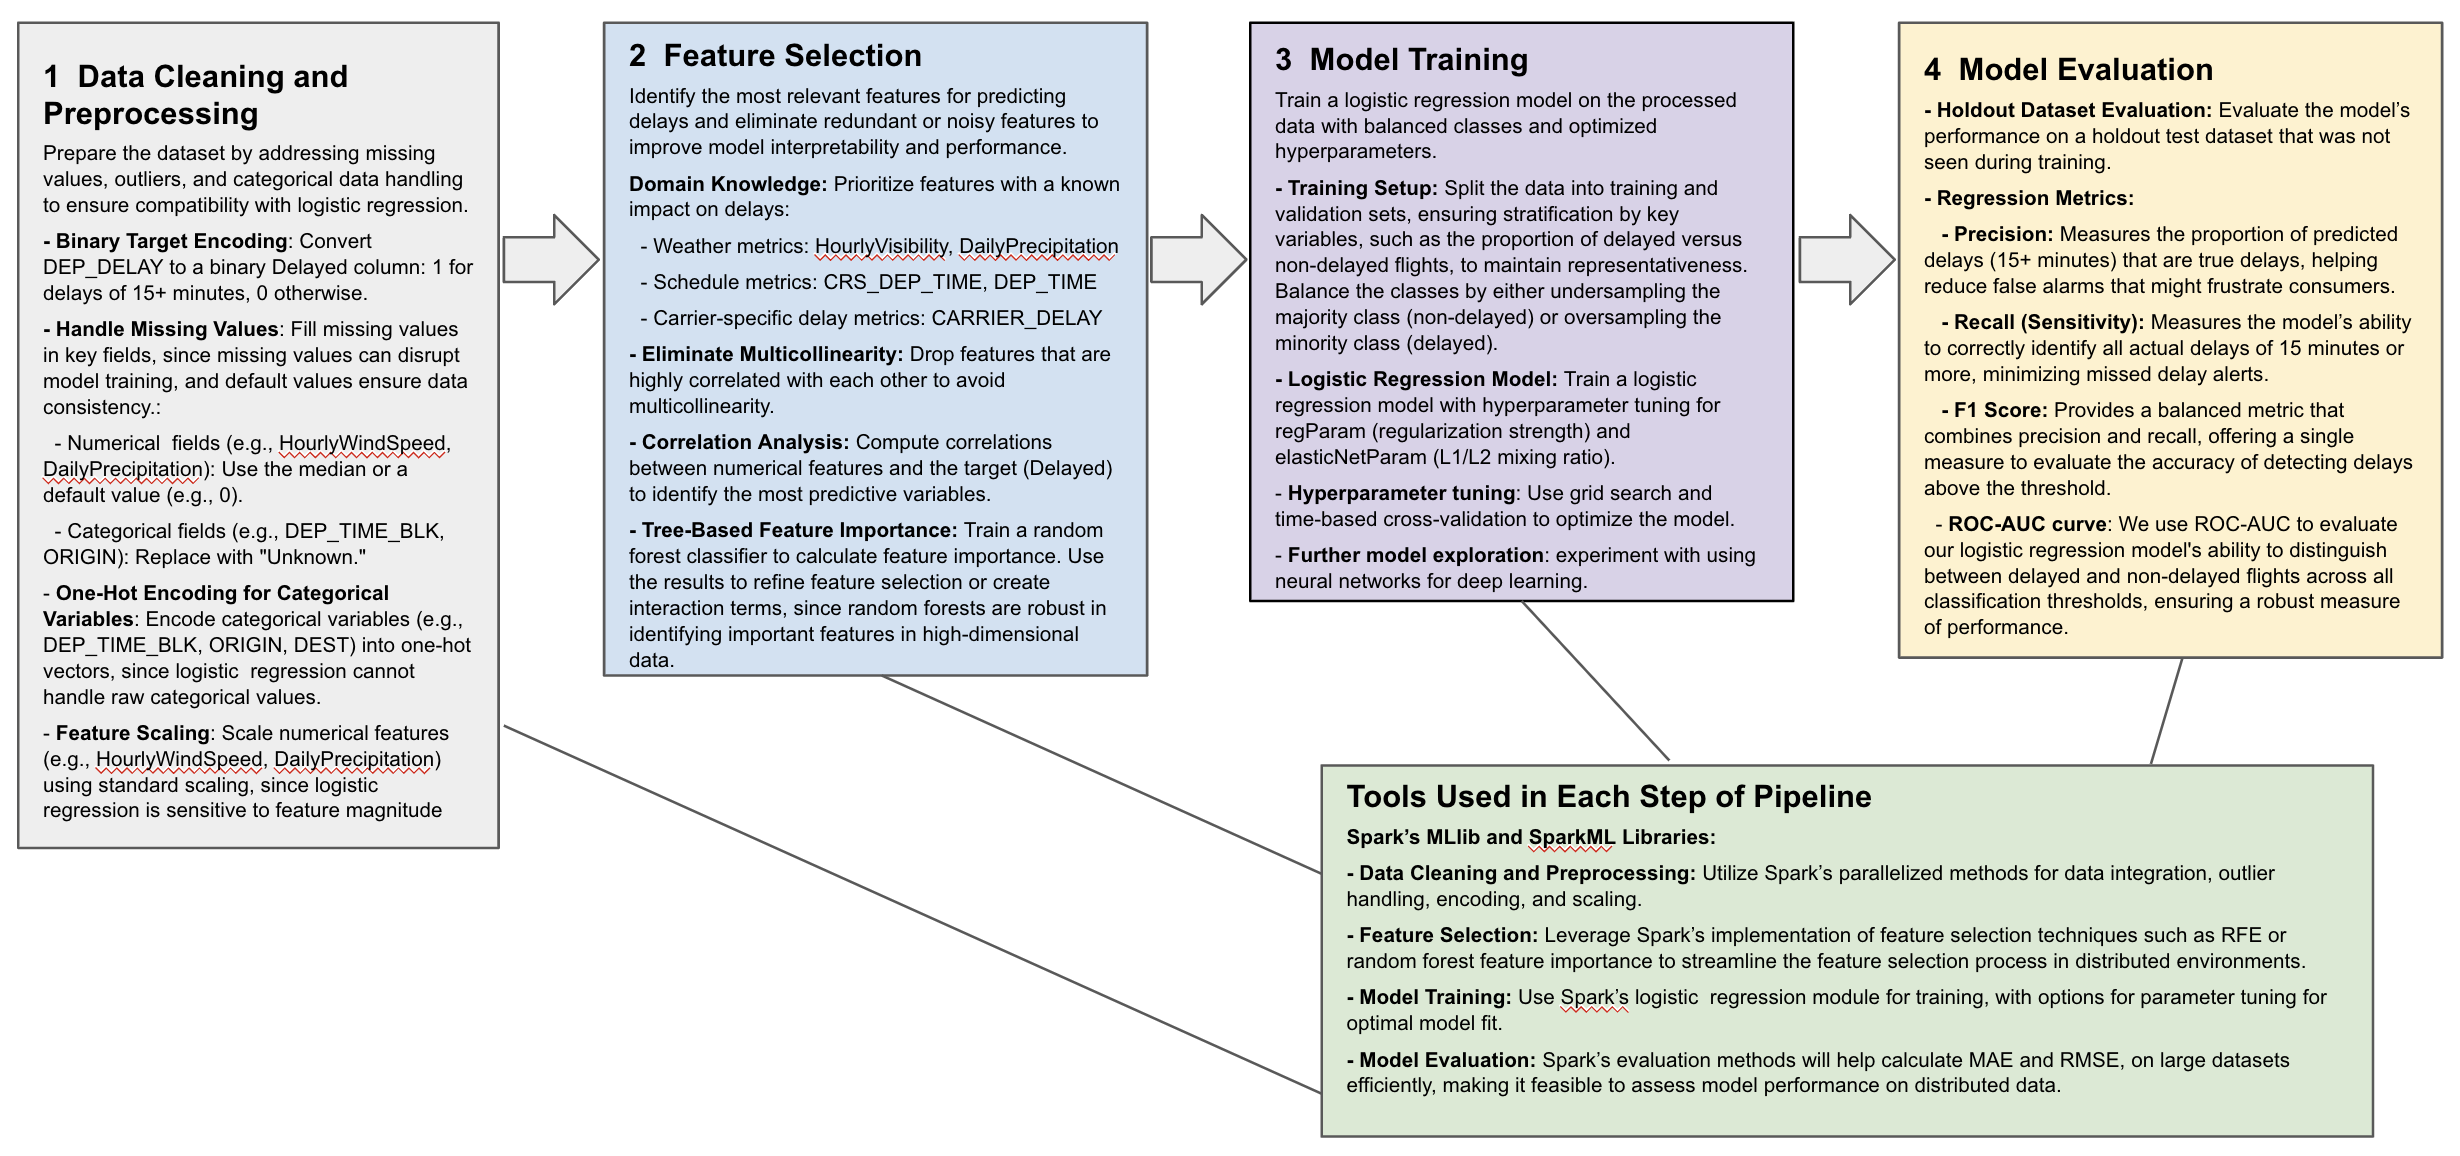 1  Data Cleaning and
Preprocessing
Prepare the dataset by addressing missing
values, outliers, and categorical data handling
to ensure compatibility with logistic regression.
- Binary Target Encoding: Convert
DEP_DELAY to a binary Delayed column: 1 for
delays of 15+ minutes, 0 otherwise.
- Handle Missing Values: Fill missing values
in key fields, since missing values can disrupt
model training, and default values ensure data
consistency.:
- Numerical  fields (e.g., HourlyWindSpeed,
DailyPrecipitation): Use the median or a
default value (e.g., 0).
- Categorical fields (e.g., DEP_TIME_BLK,
ORIGIN): Replace with "Unknown."
- One-Hot Encoding for Categorical
Variables: Encode categorical variables (e.g.,
DEP_TIME_BLK, ORIGIN, DEST) into one-hot
vectors, since logistic  regression cannot
handle raw categorical values.
- Feature Scaling: Scale numerical features
(e.g., HourlyWindSpeed, DailyPrecipitation)
using standard scaling, since logistic
regression is sensitive to feature magnitude
2  Feature Selection
Identify the most relevant features for predicting
delays and eliminate redundant or noisy features to
improve model interpretability and performance.
Domain Knowledge: Prioritize features with a known
impact on delays:
- Weather metrics: HourlyVisibility, DailyPrecipitation
- Schedule metrics: CRS_DEP_TIME, DEP_TIME
- Carrier-specific delay metrics: CARRIER_DELAY
- Eliminate Multicollinearity: Drop features that are
highly correlated with each other to avoid
multicollinearity.
- Correlation Analysis: Compute correlations
between numerical features and the target (Delayed)
to identify the most predictive variables.
- Tree-Based Feature Importance: Train a random
forest classifier to calculate feature importance. Use
the results to refine feature selection or create
interaction terms, since random forests are robust in
identifying important features in high-dimensional
data.
3  Model Training
Train a logistic regression model on the processed
data with balanced classes and optimized
hyperparameters.
- Training Setup: Split the data into training and
validation sets, ensuring stratification by key
variables, such as the proportion of delayed versus
non-delayed flights, to maintain representativeness.
Balance the classes by either undersampling the
majority class (non-delayed) or oversampling the
minority class (delayed).
- Logistic Regression Model: Train a logistic
regression model with hyperparameter tuning for
regParam (regularization strength) and
elasticNetParam (L1/L2 mixing ratio).
- Hyperparameter tuning: Use grid search and
time-based cross-validation to optimize the model.
- Further model exploration: experiment with using
neural networks for deep learning.
4  Model Evaluation
- Holdout Dataset Evaluation: Evaluate the model’s
performance on a holdout test dataset that was not
seen during training.
- Regression Metrics:
- Precision: Measures the proportion of predicted
delays (15+ minutes) that are true delays, helping
reduce false alarms that might frustrate consumers.
- Recall (Sensitivity): Measures the model’s ability
to correctly identify all actual delays of 15 minutes or
more, minimizing missed delay alerts.
- F1 Score: Provides a balanced metric that
combines precision and recall, offering a single
measure to evaluate the accuracy of detecting delays
above the threshold.
- ROC-AUC curve: We use ROC-AUC to evaluate
our logistic regression model's ability to distinguish
between delayed and non-delayed flights across all
classification thresholds, ensuring a robust measure
of performance.
Tools Used in Each Step of Pipeline
Spark’s MLlib and SparkML Libraries:
- Data Cleaning and Preprocessing: Utilize Spark’s parallelized methods for data integration, outlier
handling, encoding, and scaling.
- Feature Selection: Leverage Spark’s implementation of feature selection techniques such as RFE or
random forest feature importance to streamline the feature selection process in distributed environments.
- Model Training: Use Spark’s logistic  regression module for training, with options for parameter tuning for
optimal model fit.
- Model Evaluation: Spark’s evaluation methods will help calculate MAE and RMSE, on large datasets
efficiently, making it feasible to assess model performance on distributed data.